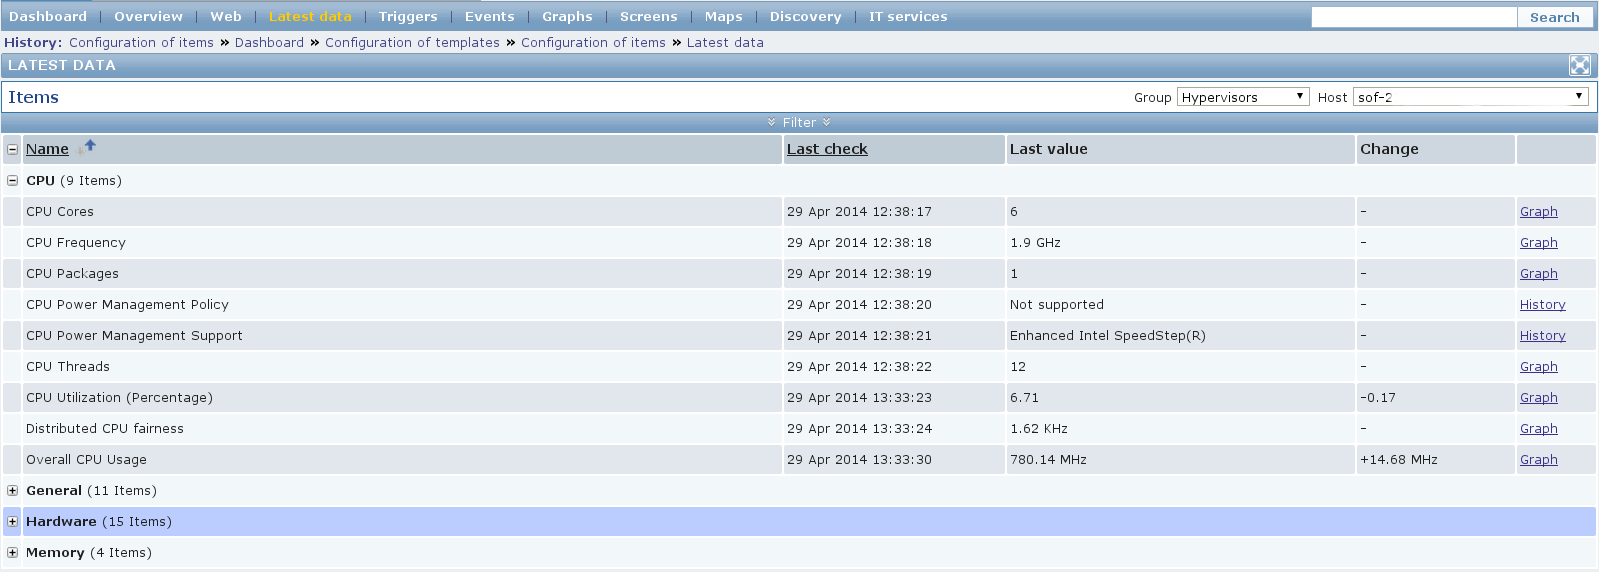 Dashboard | Overview | Web | Latest data | Triggers | Events | Graphs | Screens | Maps | Discovery | IT services Search
History: Configuration of items » Dashboard » Configuration of templates » Configuration of items » Latest data
LATEST DATA
Items Group Hypervisors Host sof-2
Filter
Name Last check Last value Change
CPU (9 Items)
CPU Cores 29 Apr 2014 12:38:17 6 - Graph
CPU Frequency 29 Apr 2014 12:38:18 1.9 GHz - Graph
CPU Packages 29 Apr 2014 12:38:19 1 - Graph
CPU Power Management Policy 29 Apr 2014 12:38:20 Not supported - History
CPU Power Management Support 29 Apr 2014 12:38:21 Enhanced Intel SpeedStep(R) - History
CPU Threads 29 Apr 2014 12:38:22 12 - Graph
CPU Utilization (Percentage) 29 Apr 2014 13:33:23 6.71 -0.17 Graph
Distributed CPU fairness 29 Apr 2014 13:33:24 1.62 KHz - Graph
Overall CPU Usage 29 Apr 2014 13:33:30 780.14 MHz +14.68 MHz Graph
General (11 Items)
Hardware (15 Items)
Memory (4 Items)